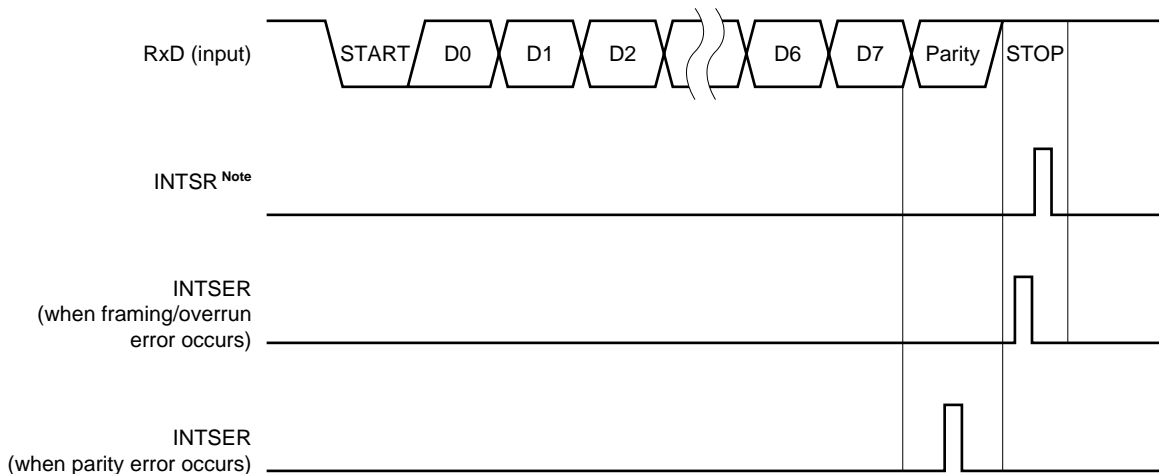 RxD (input)
START D0 D1 D2 D6 D7 Parity STOP
INTSR Note
INTSER
(when framing/overrun
error occurs)
INTSER
(when parity error occurs)